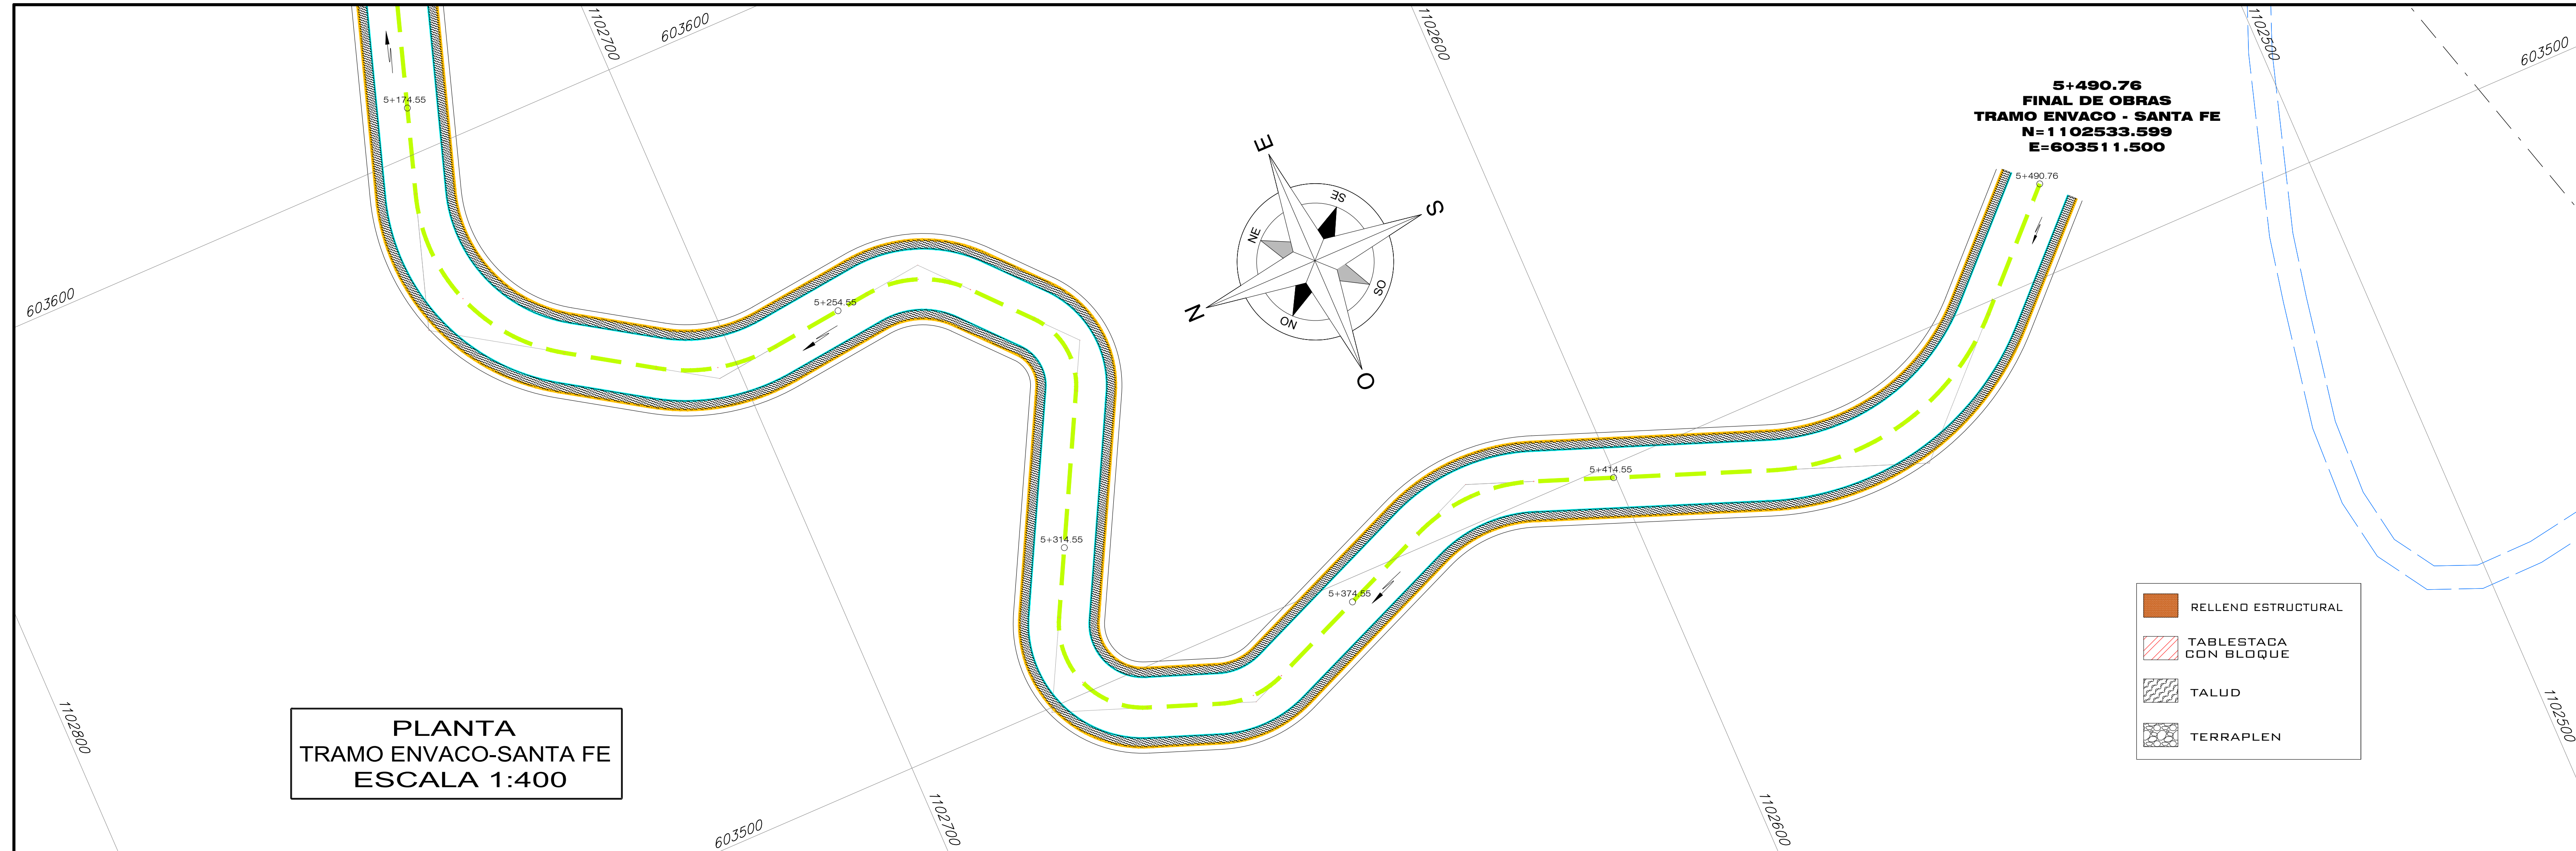 1102700
603600
1102600
1102500
603500
5+174.55
5+490.76
FINAL DE OBRAS
TRAMO ENVACO - SANTA FE
N=1102533.599
E=603511.500
5+490.76
E
SE
S
NE
SO
N
NO
O
603600
5+254.55
5+314.55
5+374.55
5+414.55
RELLENO ESTRUCTURAL
TABLESTACA
CON BLOQUE
TALUD
TERRAPLEN
PLANTA
TRAMO ENVACO-SANTA FE
ESCALA 1:400
1102800
603500
1102700
1102600
1102500